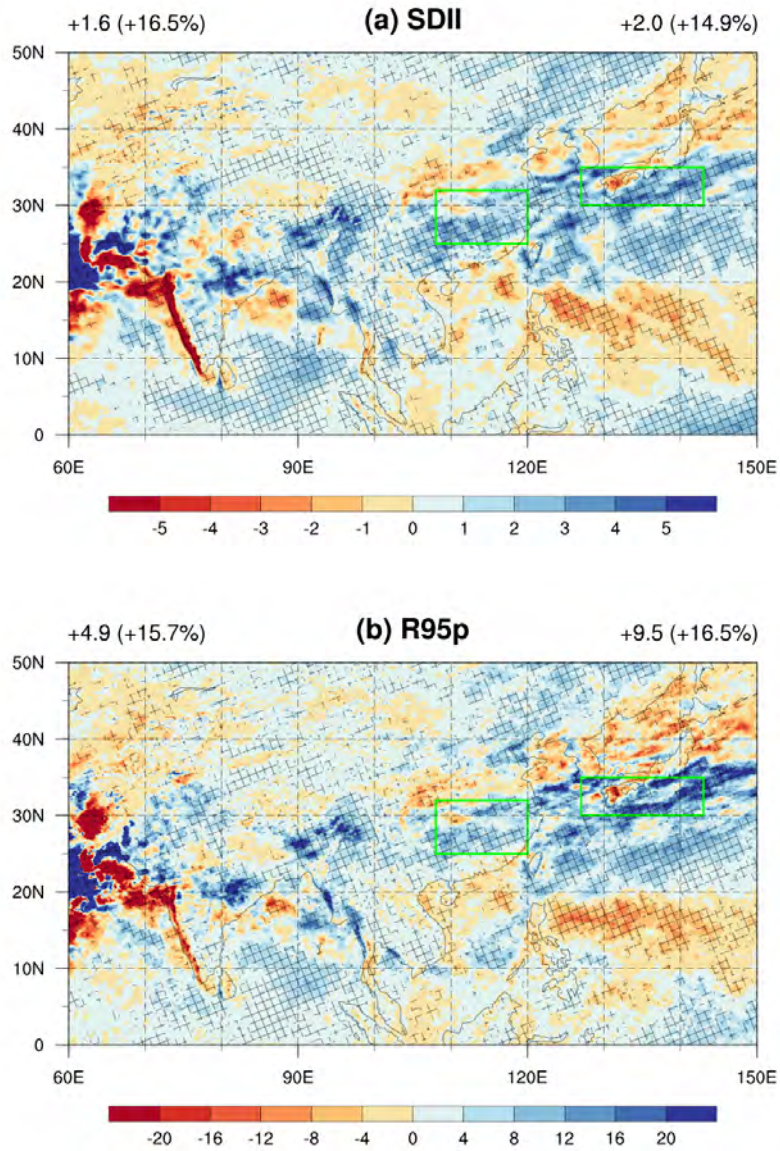 +1.6 (+16.5%) (a) SDII +2.0 (+14.9%)
50N
40N
30N
20N
10N
0
60E 90E 120E 150E
-5 -4 -3 -2 -1 0 1 2 3 4 5
+4.9 (+15.7%) (b) R95p +9.5 (+16.5%)
50N
40N
30N
20N
10N
0
60E 90E 120E 150E
-20 -16 -12 -8 -4 0 4 8 12 16 20